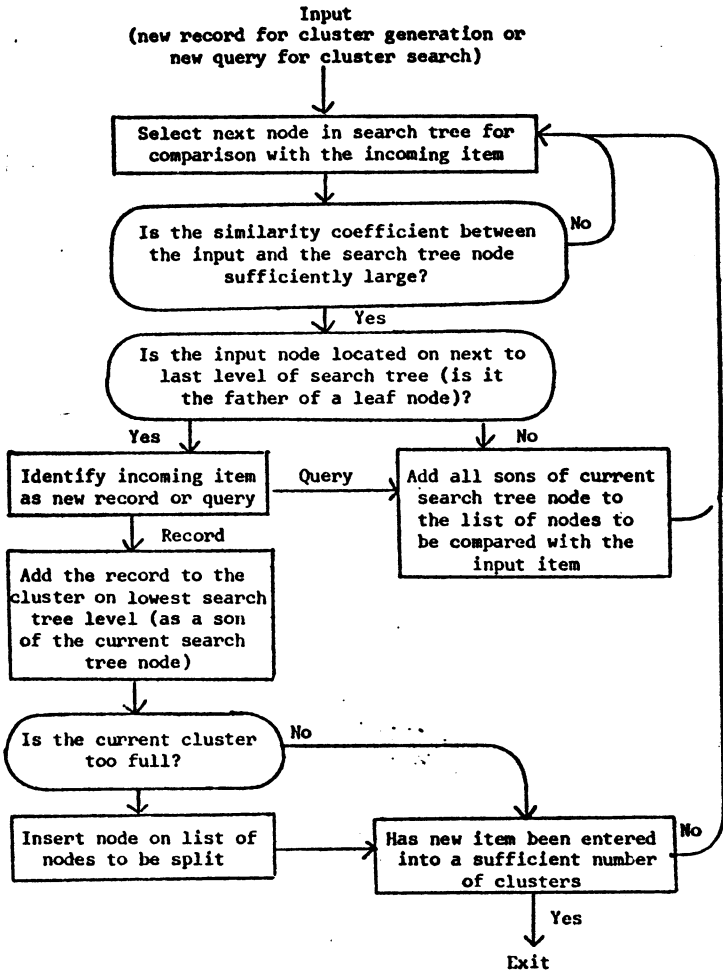 Input
(new record for cluster generation or
new query for cluster search)
Select next node in search tree for
comparison with the incoming item
No
Is the similarity coefficient between
the input and the search tree node
sufficiently large?
Yes
Is the input node located on next to
last level of search tree (is it
the father of a leaf node)?
Yes
No
Identify incoming item
as new record or query
Query
Add all sons of current
search tree node to
the list of nodes to
be compared with the
input item
Record
Add the record to the
cluster on lowest search
tree level (as a son
of the current search
tree node)
Is the current cluster
too full?
No
Insert node on list of
nodes to be split
Has new item been entered
into a sufficient number
of clusters
No
Yes
Exit